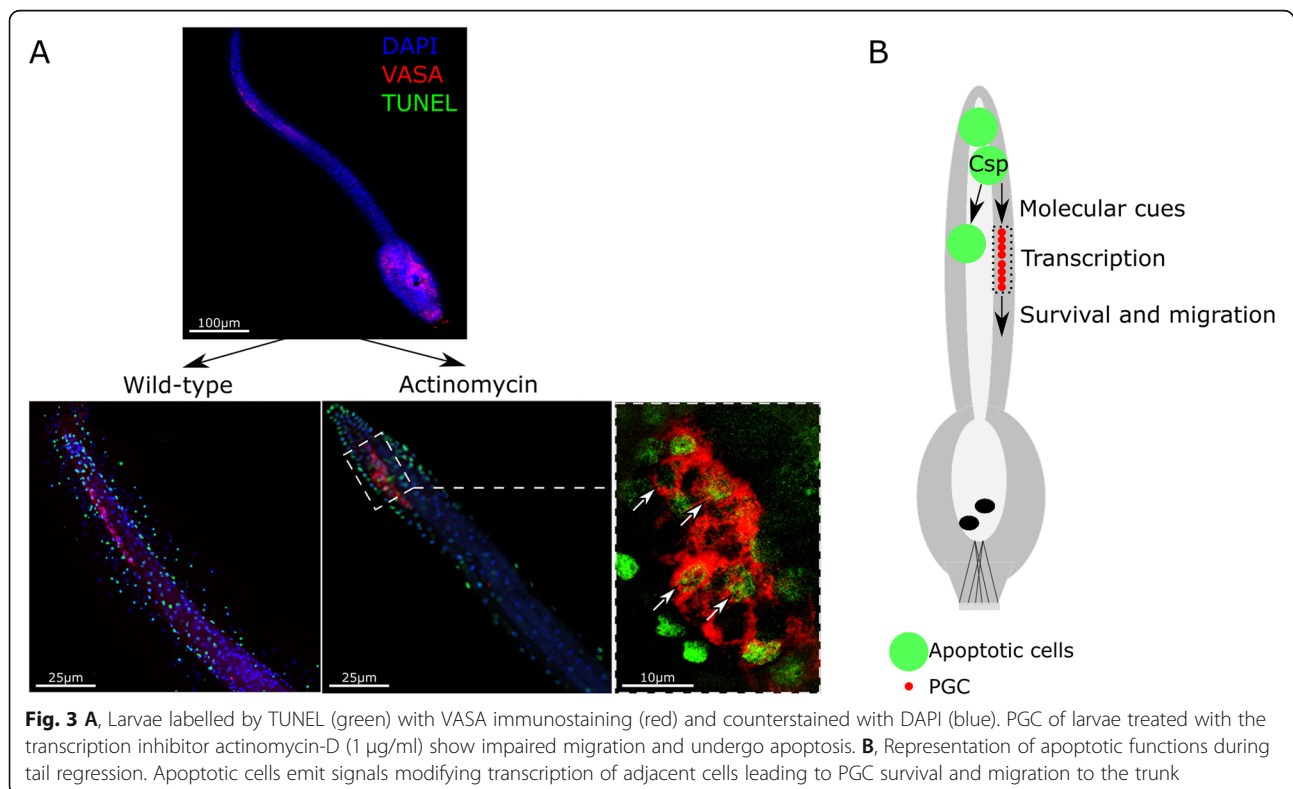 A
DAPI
VASA
TUNEL
100µm
Wild-type
Actinomycin
25µm
25µm
10µm
B
Csp
Molecular cues
Transcription
Survival and migration
Apoptotic cells
PGC
Fig. 3 A, Larvae labelled by TUNEL (green) with VASA immunostaining (red) and counterstained with DAPI (blue). PGC of larvae treated with the
transcription inhibitor actinomycin-D (1 µg/ml) show impaired migration and undergo apoptosis. B, Representation of apoptotic functions during
tail regression. Apoptotic cells emit signals modifying transcription of adjacent cells leading to PGC survival and migration to the trunk